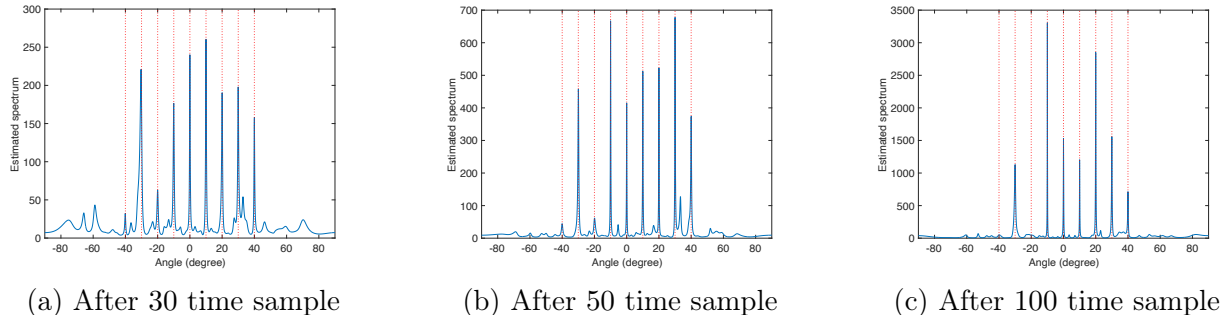 300
250
200
150
100
50
0
Estimated spectrum
-80 -60 -40 -20 0 20 40 60 80
Angle (degree)
(a) After 30 time sample
700
600
500
400
300
200
100
0
Estimated spectrum
-80 -60 -40 -20 0 20 40 60 80
Angle (degree)
(b) After 50 time sample
3500
3000
2500
2000
1500
1000
500
0
Estimated spectrum
-80 -60 -40 -20 0 20 40 60 80
Angle (degree)
(c) After 100 time sample